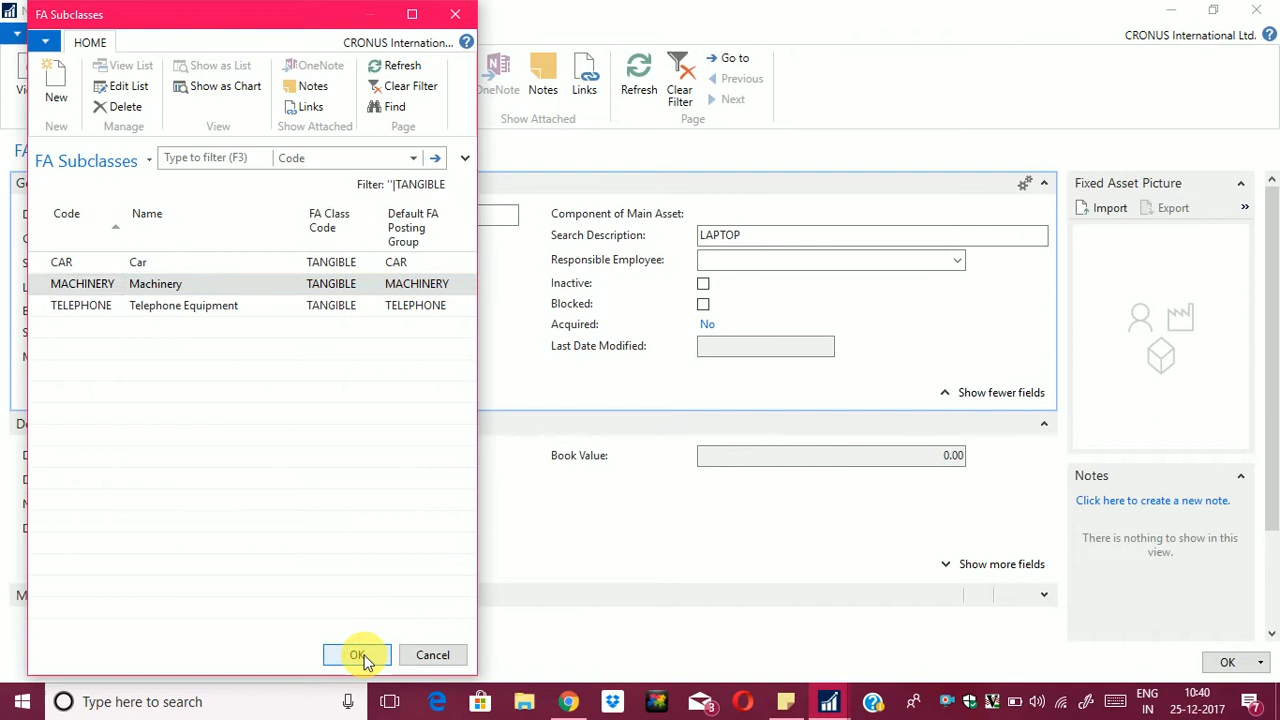 FA Subclasses
HOME
CRONUS Internation...
New
View List
Edit List
Delete
Show as List
Show as Chart
OneNote
Notes
Links
Refresh
Clear Filter
Find
New
Manage
View
Show Attached
Page
FA Subclasses
Type to filter (F3)
Code
Filter: ''|TANGIBLE
Code
Name
FA Class Code
Default FA Posting Group
CAR Car TANGIBLE CAR
MACHINERY Machinery TANGIBLE MACHINERY
TELEPHONE Telephone Equipment TANGIBLE TELEPHONE
OK
Cancel
CRONUS International Ltd.
OneNote
Notes
Links
Refresh
Clear Filter
Go to
Previous
Next
Show Attached
Page
Component of Main Asset:
Search Description: LAPTOP
Responsible Employee:
Inactive:
Blocked:
Acquired: No
Last Date Modified:
Show fewer fields
Book Value: 0.00
Show more fields
Fixed Asset Picture
Import
Export
Notes
Click here to create a new note.
There is nothing to show in this view.
OK
Type here to search
3
ENG
IN
10:40
25-12-2017
7